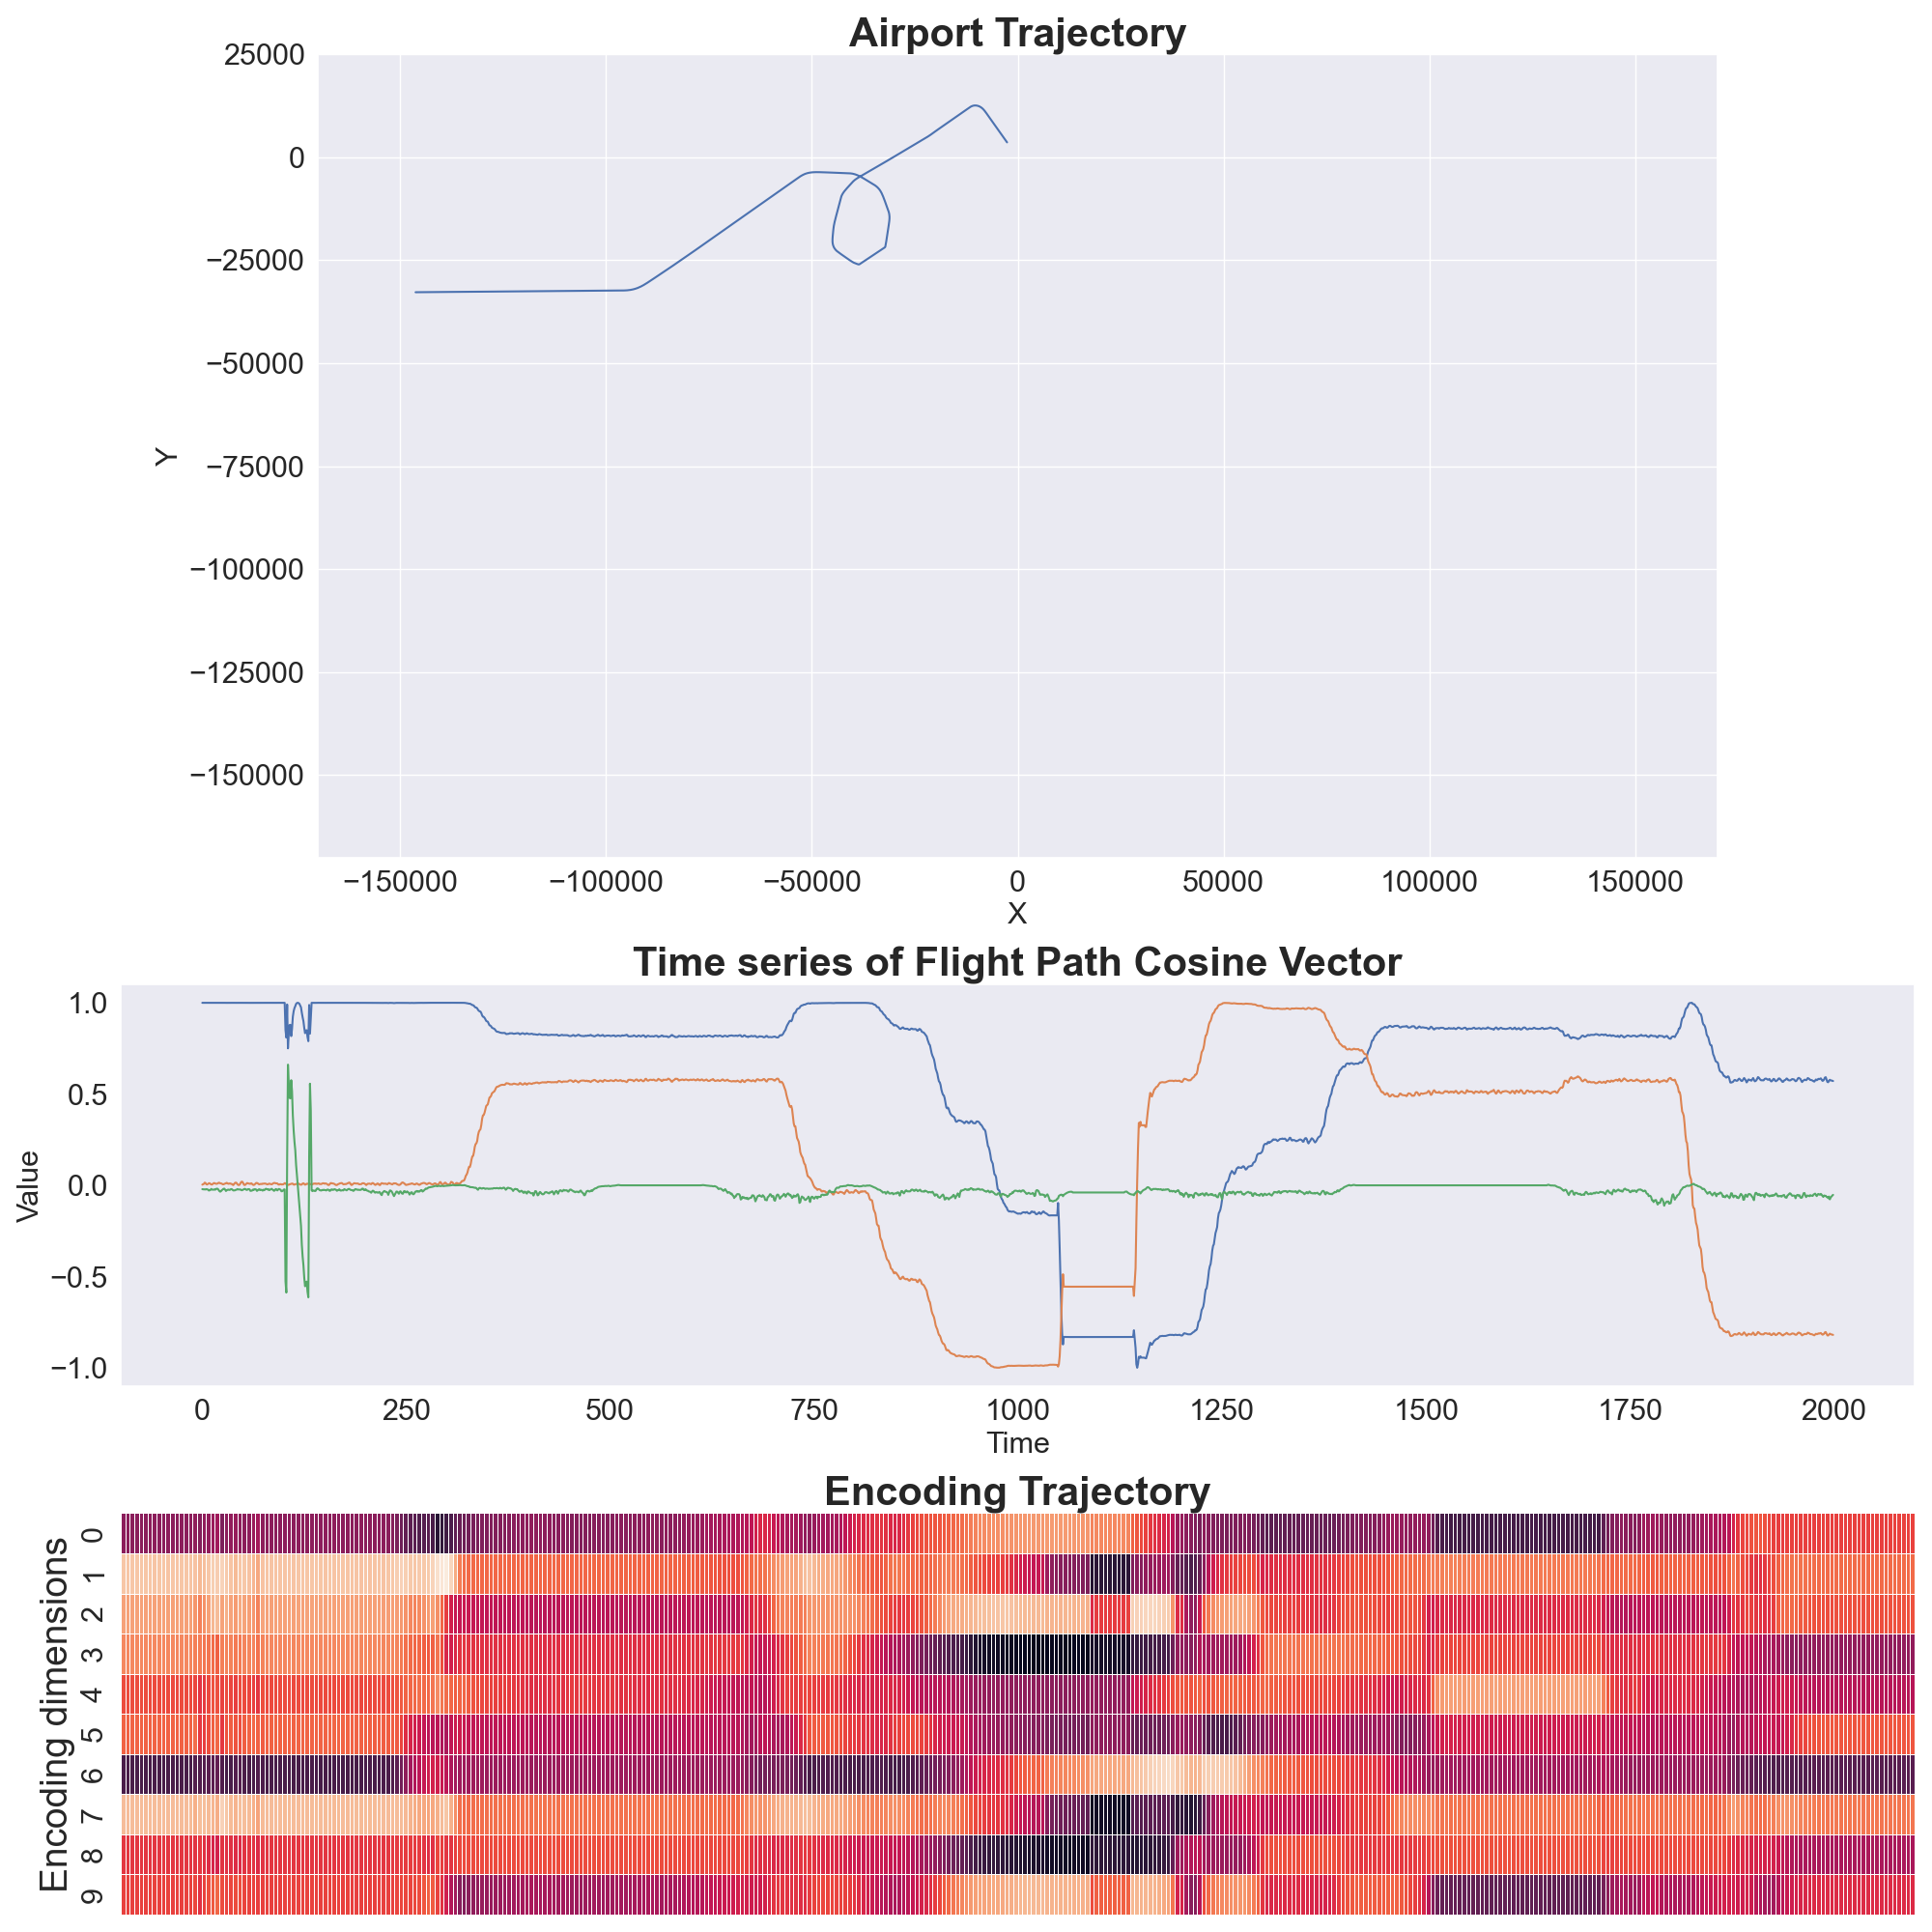 Airport Trajectory
25000
0
−25000
−50000
−75000
−100000
−125000
−150000
Y
−150000 −100000 −50000 0 50000 100000 150000
X
Time series of Flight Path Cosine Vector
1.0
0.5
0.0
−0.5
−1.0
Value
0 250 500 750 1000 1250 1500 1750 2000
Time
Encoding Trajectory
Encoding dimensions
0
1
2
3
4
5
6
7
8
9